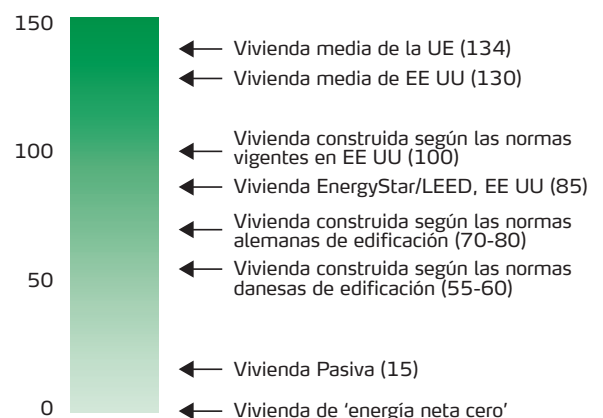 150
Vivienda media de la UE (134)
Vivienda media de EE UU (130)
100
Vivienda construida según las normas
vigentes en EE UU (100)
Vivienda EnergyStar/LEED, EE UU (85)
Vivienda construida según las normas
alemanas de edificación (70-80)
50
Vivienda construida según las normas
danesas de edificación (55-60)
Vivienda Pasiva (15)
0
Vivienda de ‘energía neta cero’